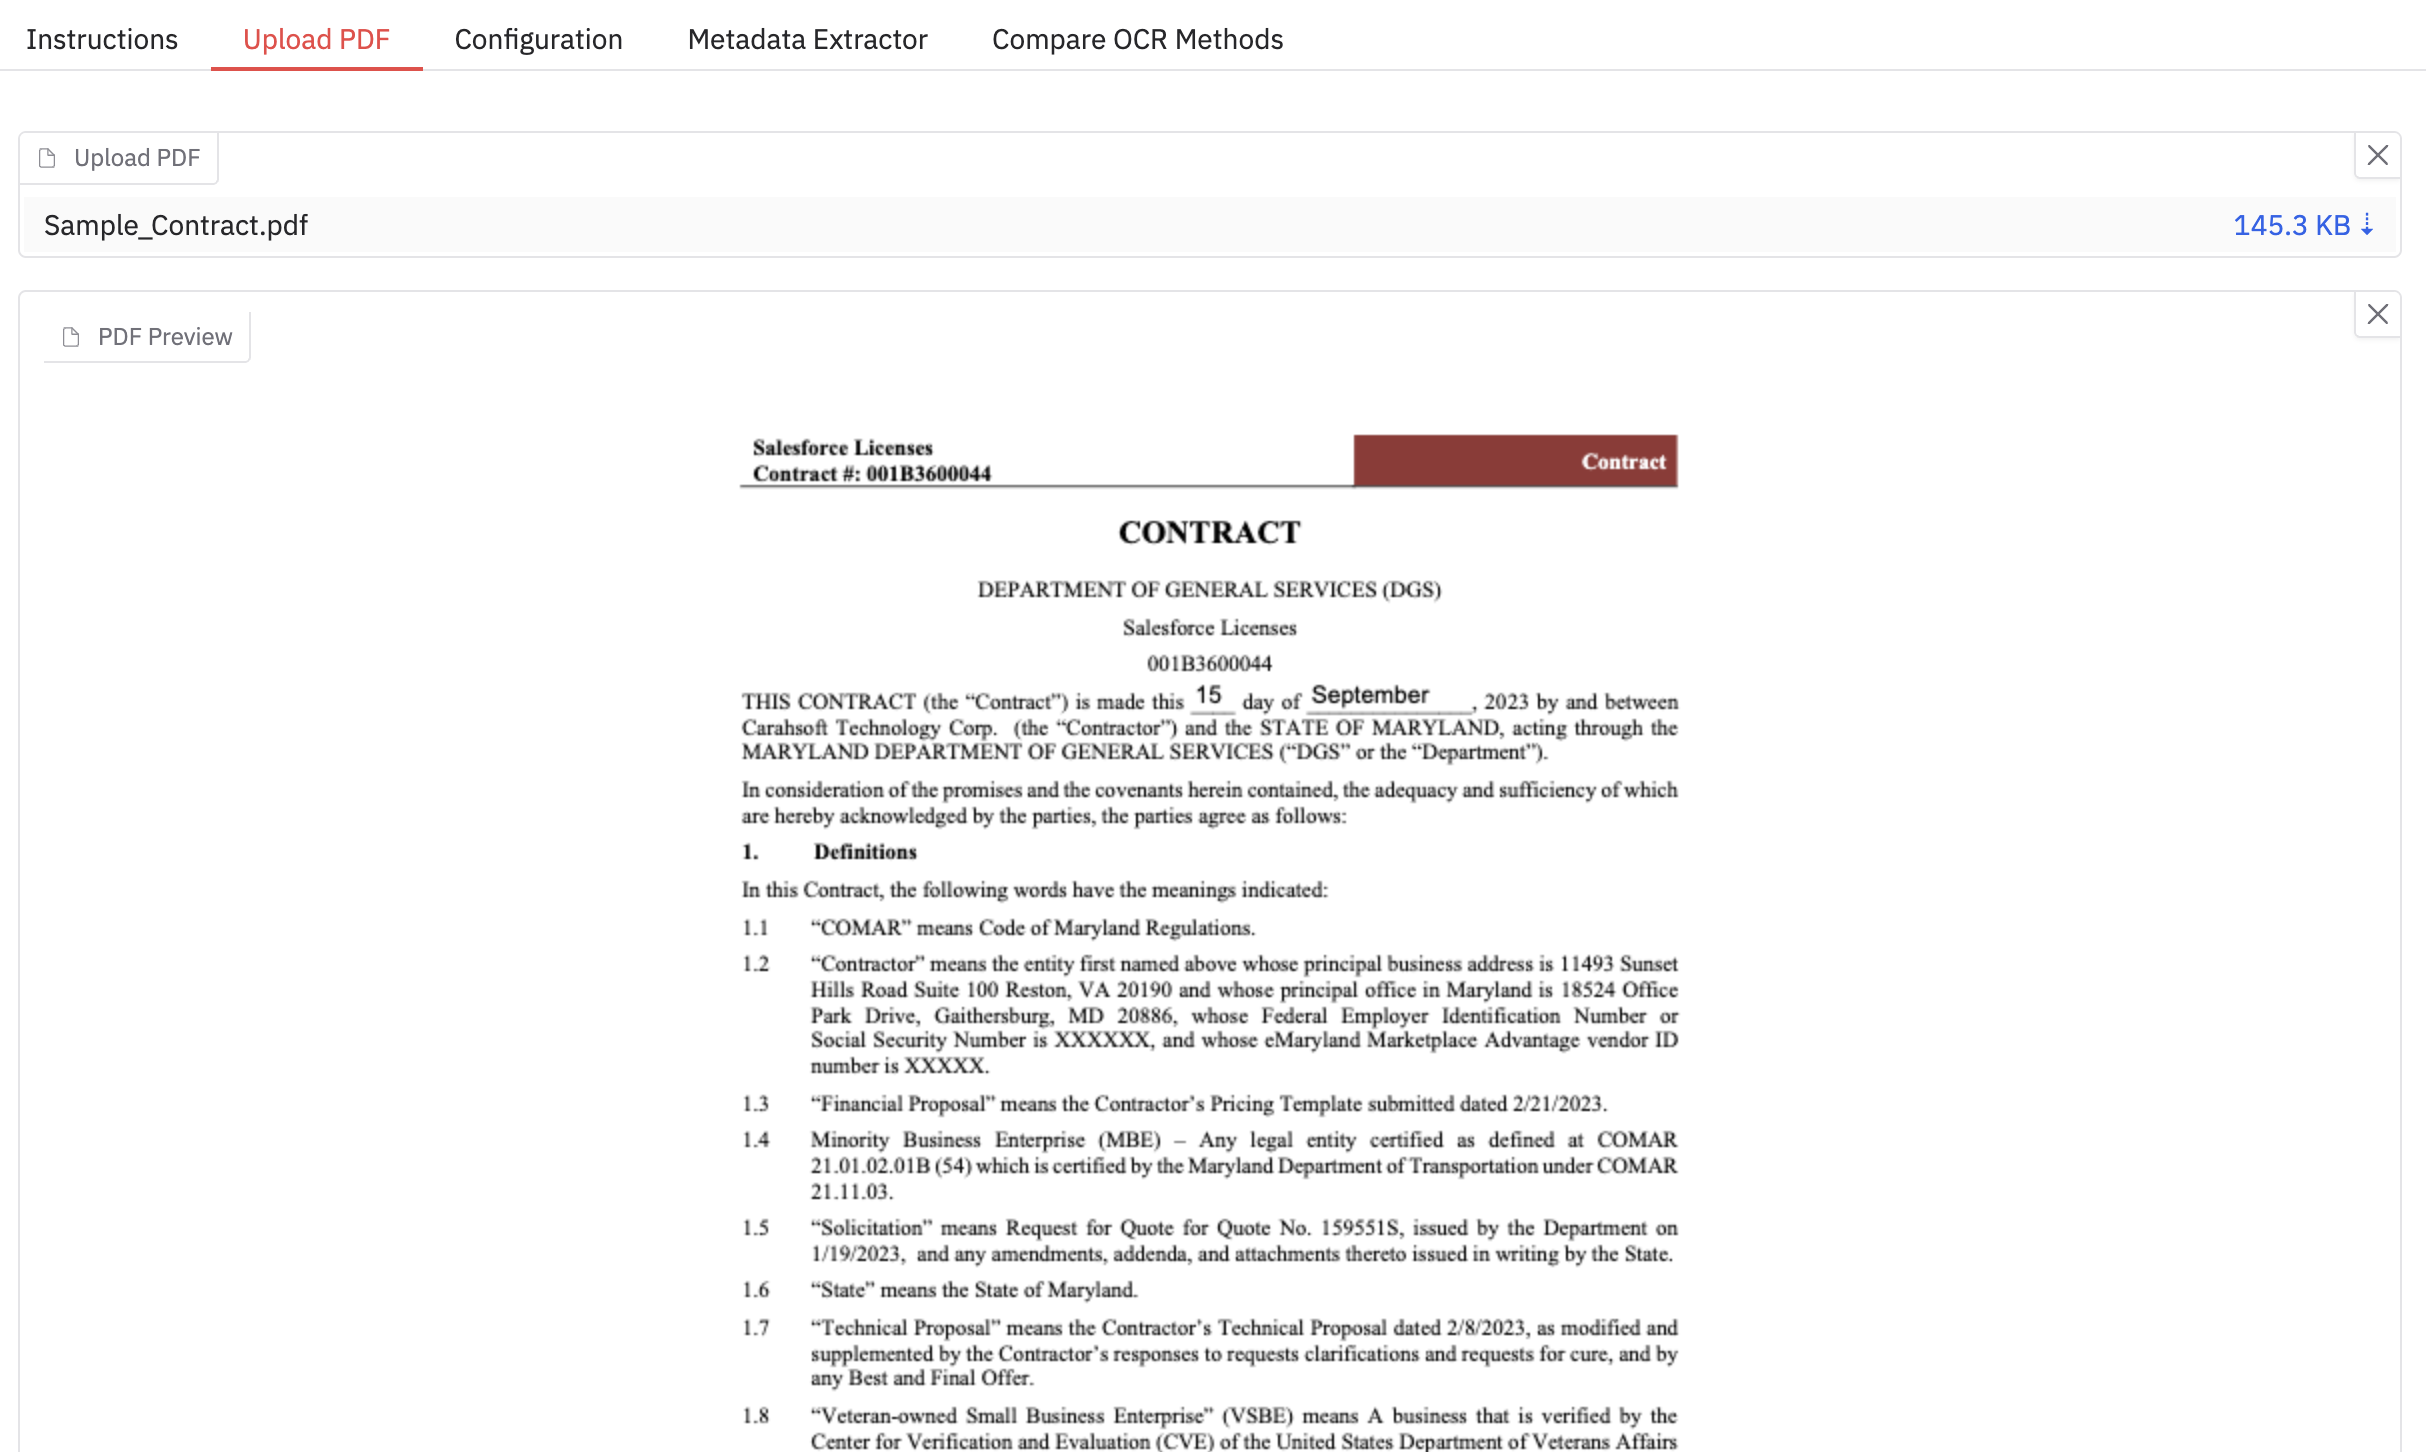 Instructions Upload PDF Configuration Metadata Extractor Compare OCR Methods
Upload PDF
Sample_Contract.pdf 145.3 KB ⇣
PDF Preview
Salesforce Licenses
Contract #: 001B3600044
Contract
CONTRACT
DEPARTMENT OF GENERAL SERVICES (DGS)
Salesforce Licenses
001B3600044
THIS CONTRACT (the “Contract”) is made this 15 day of September, 2023 by and between
Carahsoft Technology Corp. (the “Contractor”) and the STATE OF MARYLAND, acting through the
MARYLAND DEPARTMENT OF GENERAL SERVICES (“DGS” or the “Department”).
In consideration of the promises and the covenants herein contained, the adequacy and sufficiency of which
are hereby acknowledged by the parties, the parties agree as follows:
1. Definitions
In this Contract, the following words have the meanings indicated:
1.1 “COMAR” means Code of Maryland Regulations.
1.2 “Contractor” means the entity first named above whose principal business address is 11493 Sunset
Hills Road Suite 100 Reston, VA 20190 and whose principal office in Maryland is 18524 Office
Park Drive, Gaithersburg, MD 20886, whose Federal Employer Identification Number or
Social Security Number is XXXXXX, and whose eMaryland Marketplace Advantage vendor ID
number is XXXXX.
1.3 “Financial Proposal” means the Contractor’s Pricing Template submitted dated 2/21/2023.
1.4 Minority Business Enterprise (MBE) – Any legal entity certified as defined at COMAR
21.01.02.01B (54) which is certified by the Maryland Department of Transportation under COMAR
21.11.03.
1.5 “Solicitation” means Request for Quote for Quote No. 159551S, issued by the Department on
1/19/2023, and any amendments, addenda, and attachments thereto issued in writing by the State.
1.6 “State” means the State of Maryland.
1.7 “Technical Proposal” means the Contractor’s Technical Proposal dated 2/8/2023, as modified and
supplemented by the Contractor’s responses to requests clarifications and requests for cure, and by
any Best and Final Offer.
1.8 “Veteran-owned Small Business Enterprise” (VSBE) means A business that is verified by the
Center for Verification and Evaluation (CVE) of the United States Department of Veterans Affairs